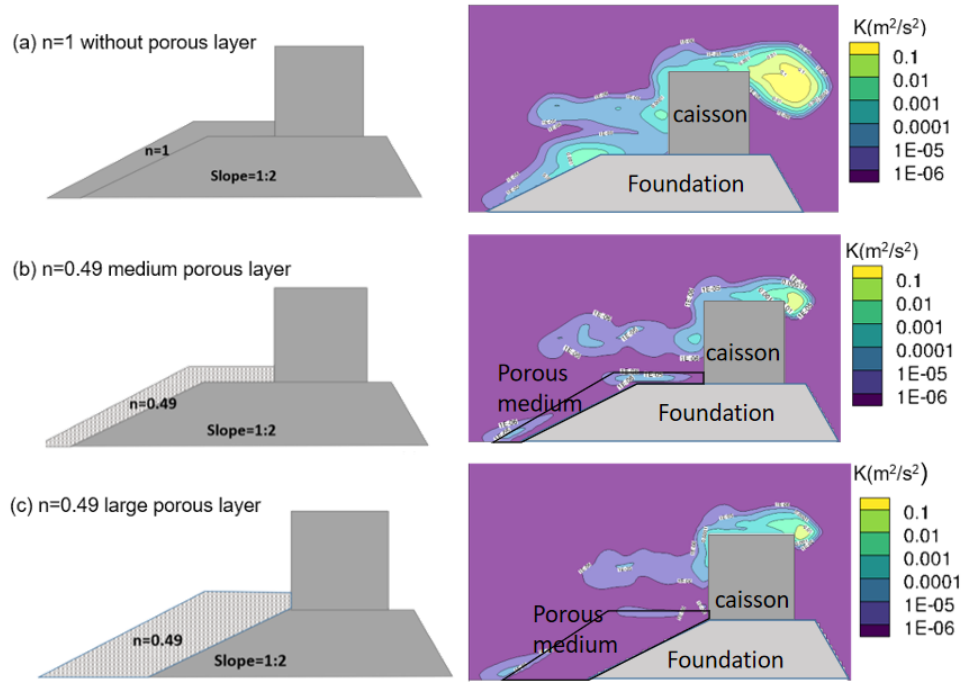 (a) n=1 without porous layer
n=1
Slope=1:2
caisson
Foundation
K(m²/s²)
0.1
0.01
0.001
0.0001
1E-05
1E-06
(b) n=0.49 medium porous layer
n=0.49
Slope=1:2
Porous
medium
caisson
Foundation
K(m²/s²)
0.1
0.01
0.001
0.0001
1E-05
1E-06
(c) n=0.49 large porous layer
n=0.49
Slope=1:2
Porous
medium
caisson
Foundation
K(m²/s²)
0.1
0.01
0.001
0.0001
1E-05
1E-06